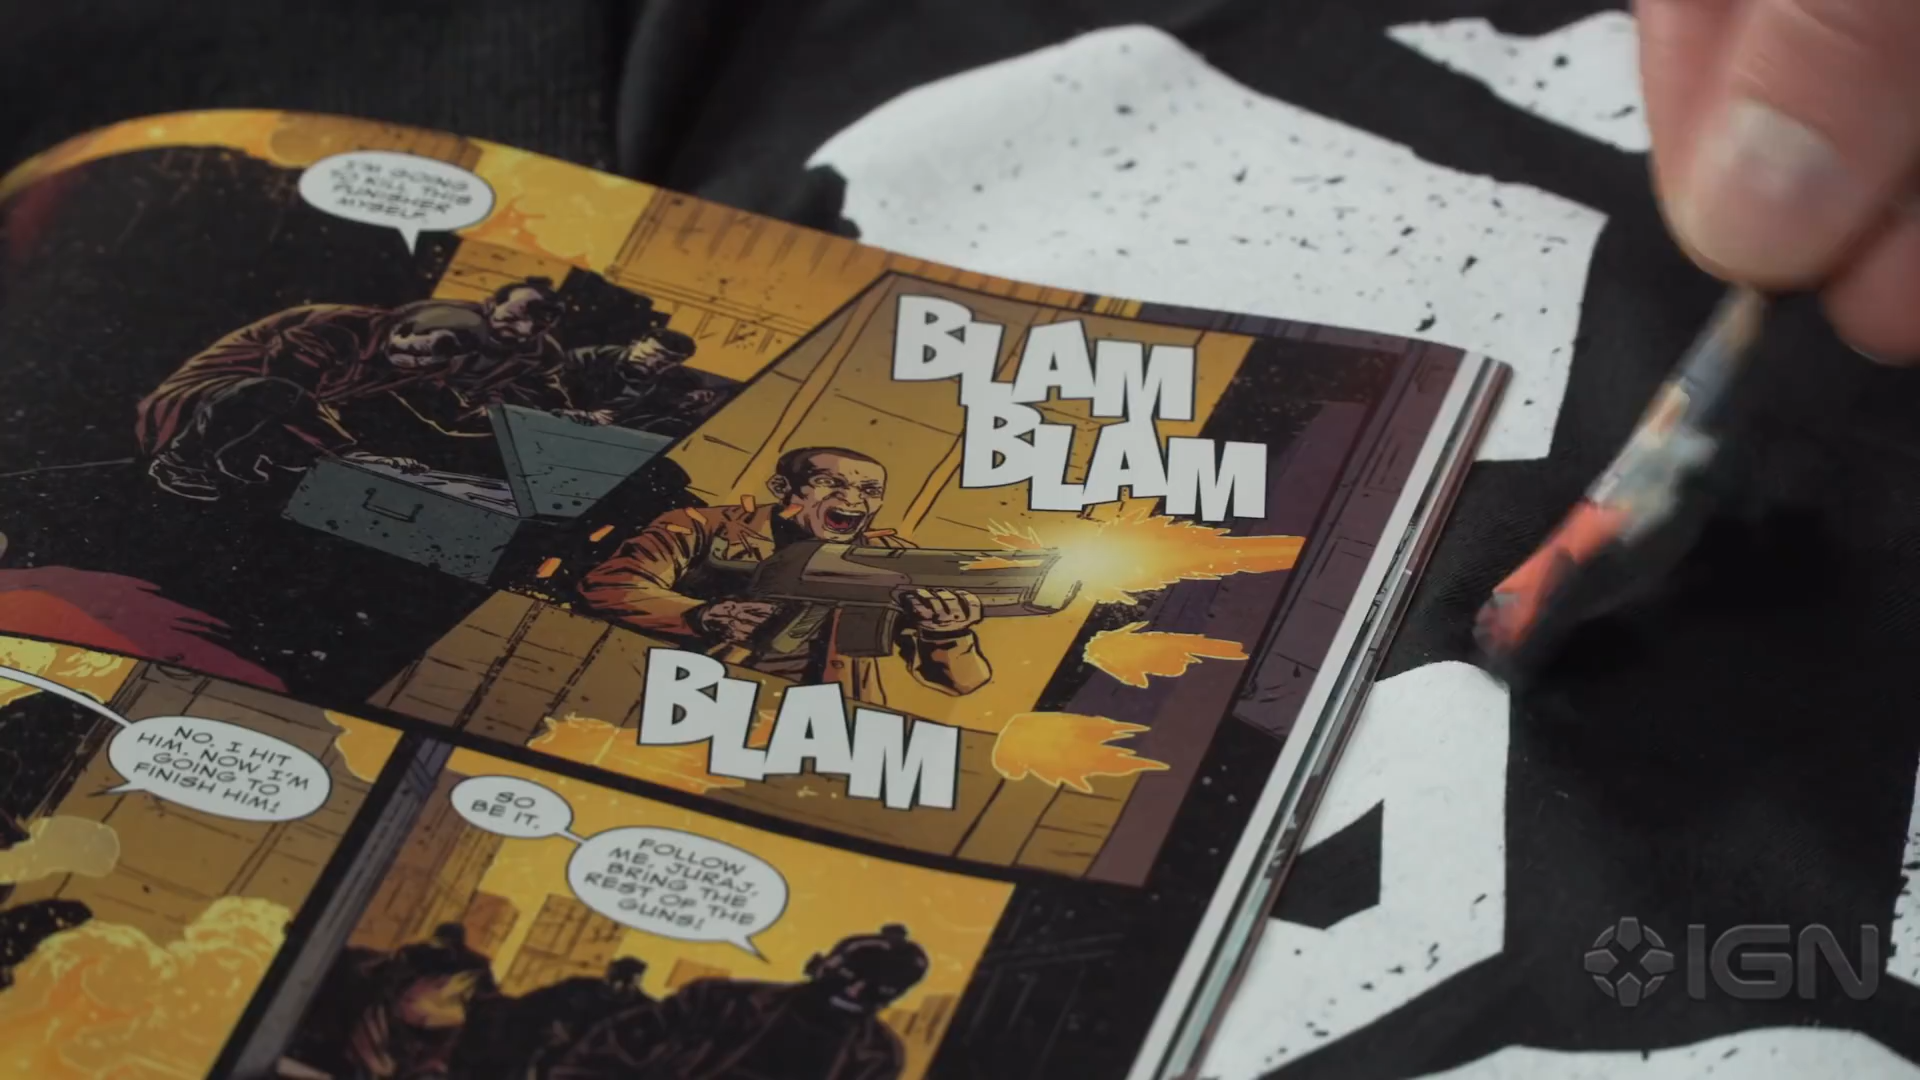 I'M GOING
TO KILL THIS
PUNISHER
MYSELF.
BLAM
BLAM
BLAM
NO, I HIT
HIM. NOW I'M
GOING TO
FINISH HIM!
SO
BE IT.
FOLLOW
ME, JURAJ,
BRING THE
REST OF THE
GUNS!
IGN